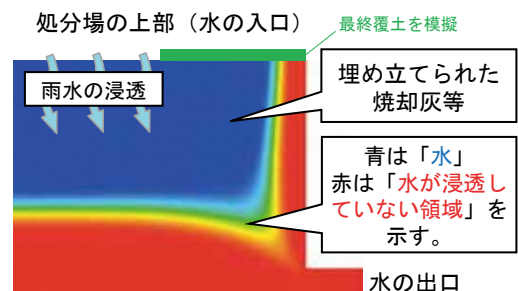 処分場の上部（水の入口）
最終覆土を模擬
雨水の浸透
埋め立てられた
焼却灰等
青は「水」
赤は「水が浸透し
ていない領域」を
示す。
水の出口